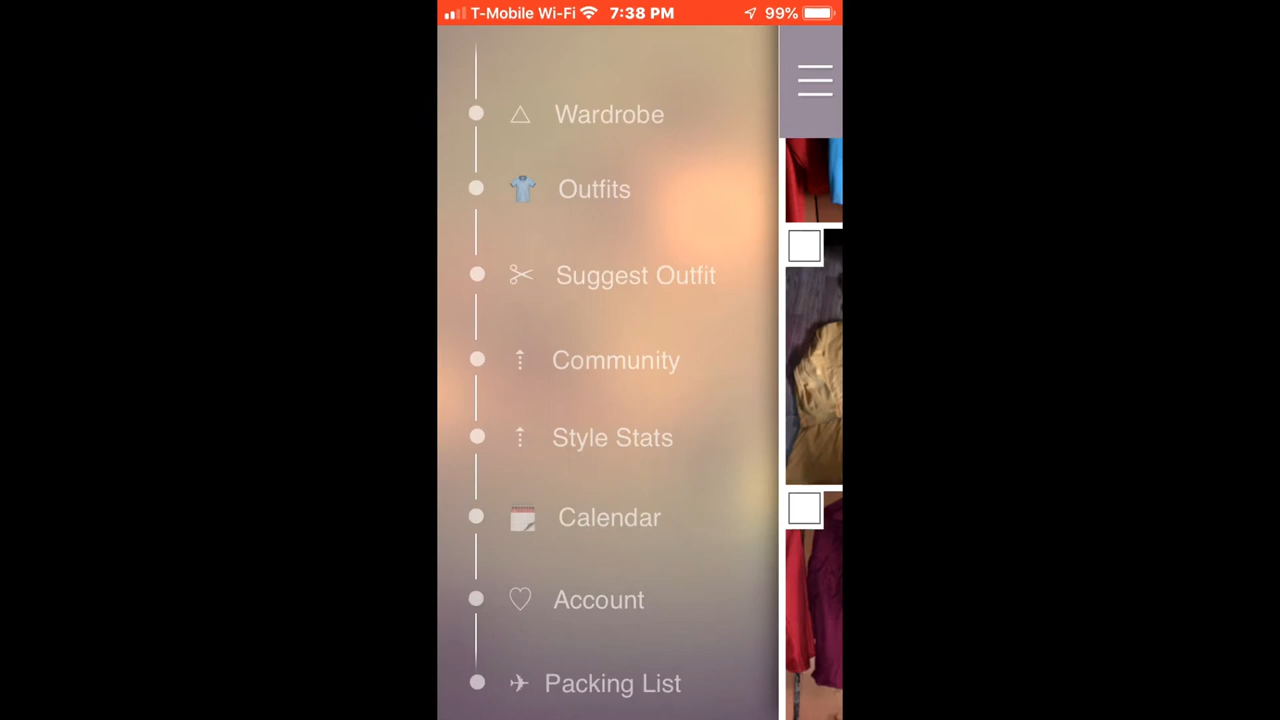 T-Mobile Wi-Fi 7:38 PM 99%
Wardrobe
Outfits
Suggest Outfit
Community
Style Stats
Calendar
Account
Packing List